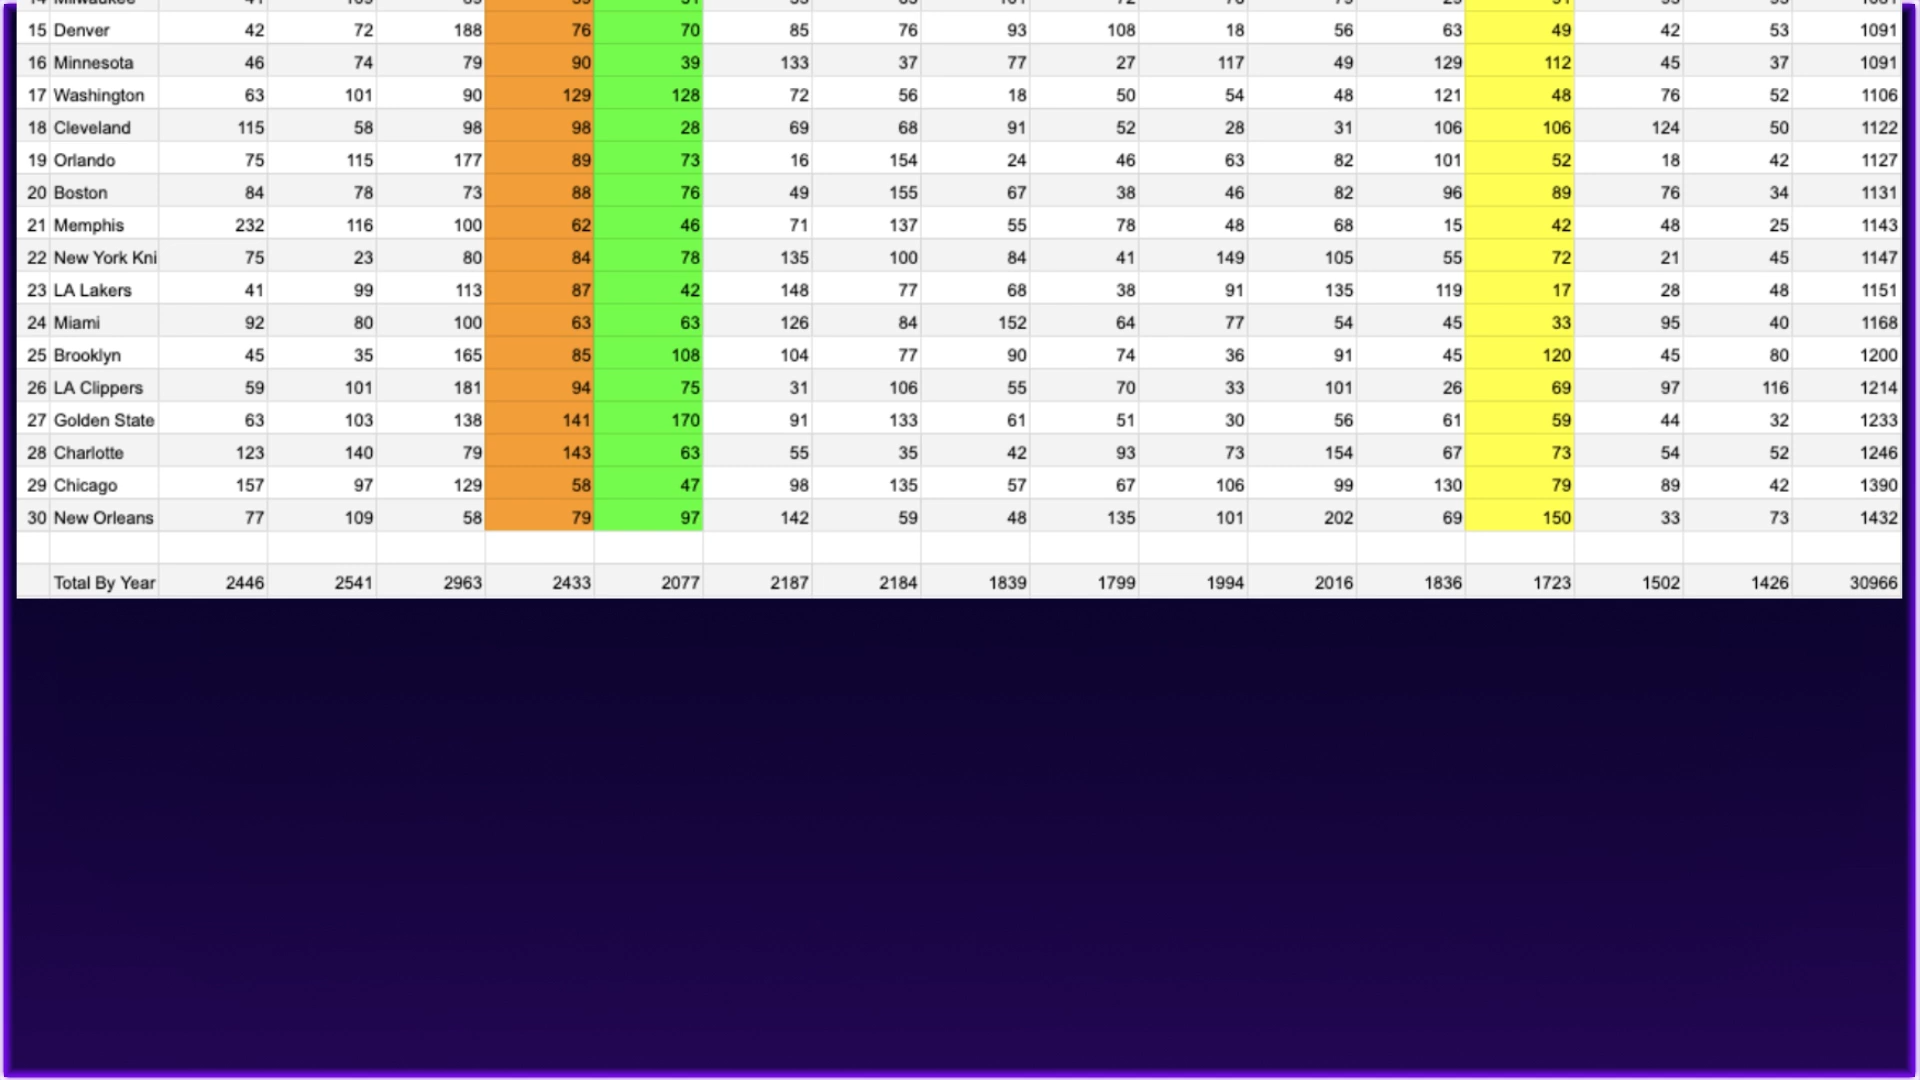 15 Denver 42 72 188 76 70 85 76 93 108 18 56 63 49 42 53 1091
16 Minnesota 46 74 79 90 39 133 37 77 27 117 49 129 112 45 37 1091
17 Washington 63 101 90 129 128 72 56 18 50 54 48 121 48 76 52 1106
18 Cleveland 115 58 98 98 28 69 68 91 52 28 31 106 106 124 50 1122
19 Orlando 75 115 177 89 73 16 154 24 46 63 82 101 52 18 42 1127
20 Boston 84 78 73 88 76 49 155 67 38 46 82 96 89 76 34 1131
21 Memphis 232 116 100 62 46 71 137 55 78 48 68 15 42 48 25 1143
22 New York Kni 75 23 80 84 78 135 100 84 41 149 105 55 72 21 45 1147
23 LA Lakers 41 99 113 87 42 148 77 68 38 91 135 119 17 28 48 1151
24 Miami 92 80 100 63 63 126 84 152 64 77 54 45 33 95 40 1168
25 Brooklyn 45 35 165 85 108 104 77 90 74 36 91 45 120 45 80 1200
26 LA Clippers 59 101 181 94 75 31 106 55 70 33 101 26 69 97 116 1214
27 Golden State 63 103 138 141 170 91 133 61 51 30 56 61 59 44 32 1233
28 Charlotte 123 140 79 143 63 55 35 42 93 73 154 67 73 54 52 1246
29 Chicago 157 97 129 58 47 98 135 57 67 106 99 130 79 89 42 1390
30 New Orleans 77 109 58 79 97 142 59 48 135 101 202 69 150 33 73 1432
Total By Year 2446 2541 2963 2433 2077 2187 2184 1839 1799 1994 2016 1836 1723 1502 1426 30966